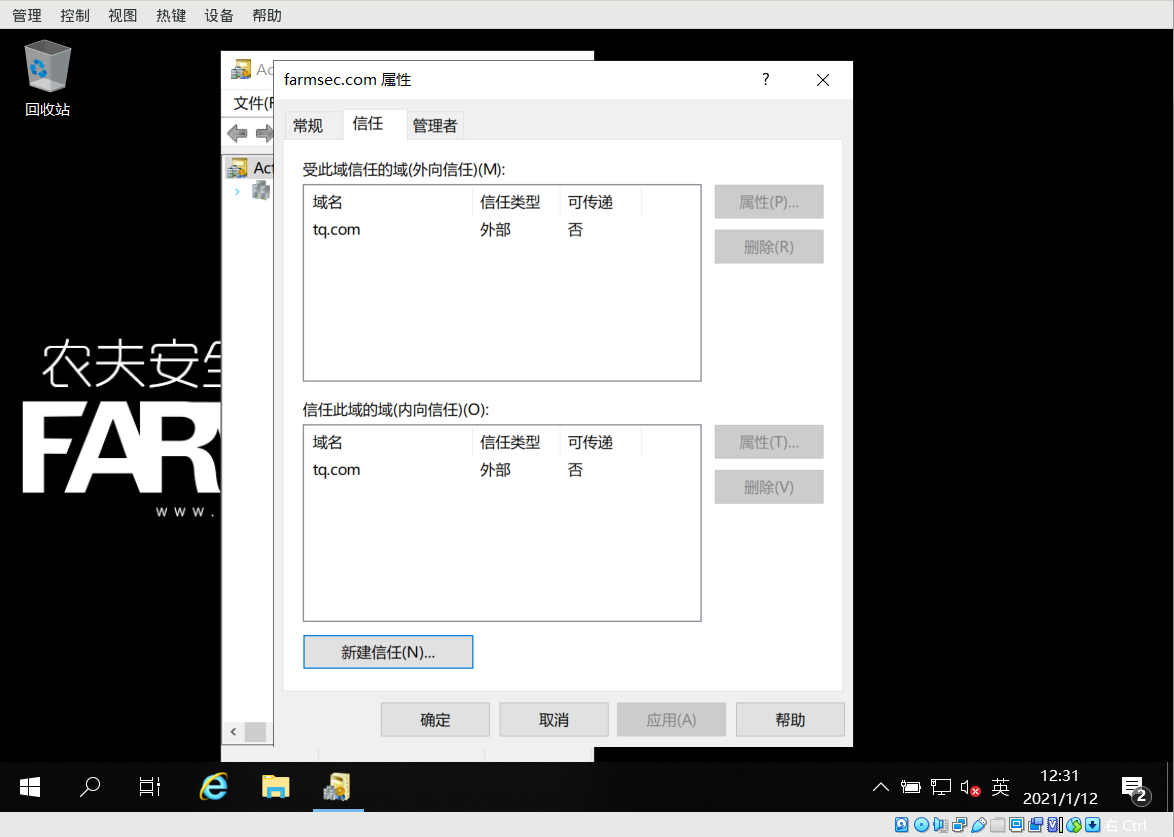 管理 控制 视图 热键 设备 帮助
回收站
Ac
farmsec.com 属性
?
文件(F
常规 信任 管理者
Act
受此域信任的域(外向信任)(M):
域名 信任类型 可传递
tq.com 外部 否
属性(P)...
删除(R)
农夫安全
FAR
www.
信任此域的域(内向信任)(O):
域名 信任类型 可传递
tq.com 外部 否
属性(T)...
删除(V)
新建信任(N)...
确定 取消 应用(A) 帮助
英
12:31
2021/1/12
2
右 Ctrl